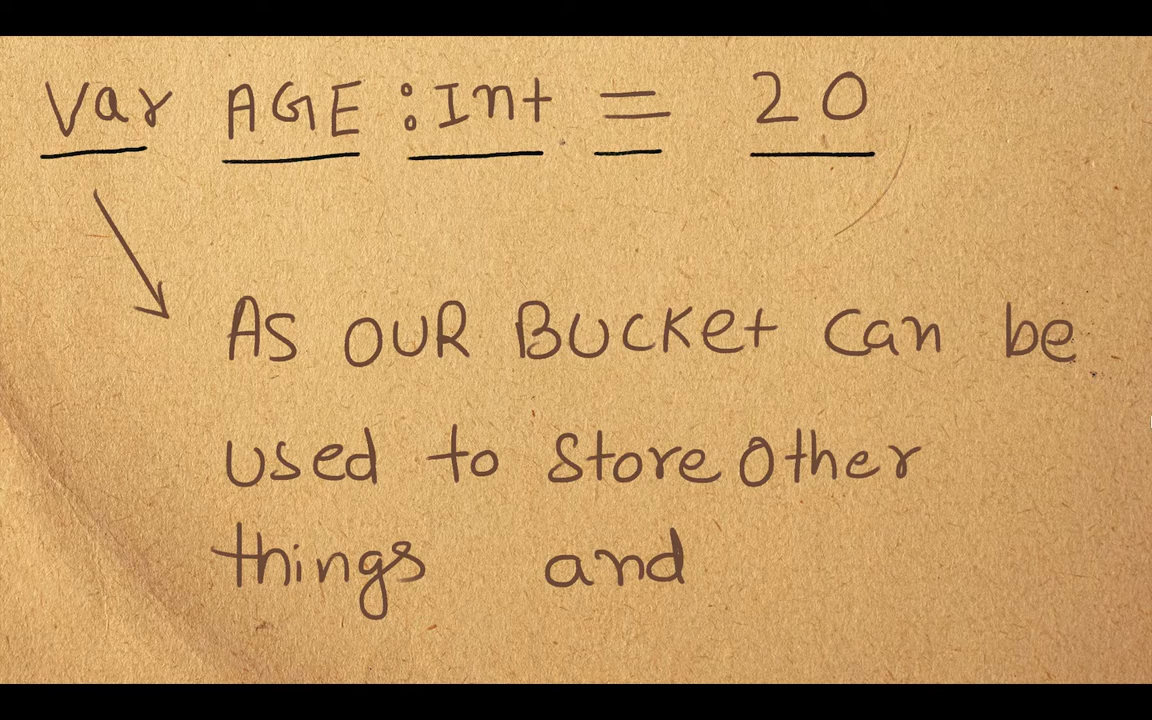 Var AGE :Int = 20
AS OUR BUCKet Can be
used to Store Other
things and